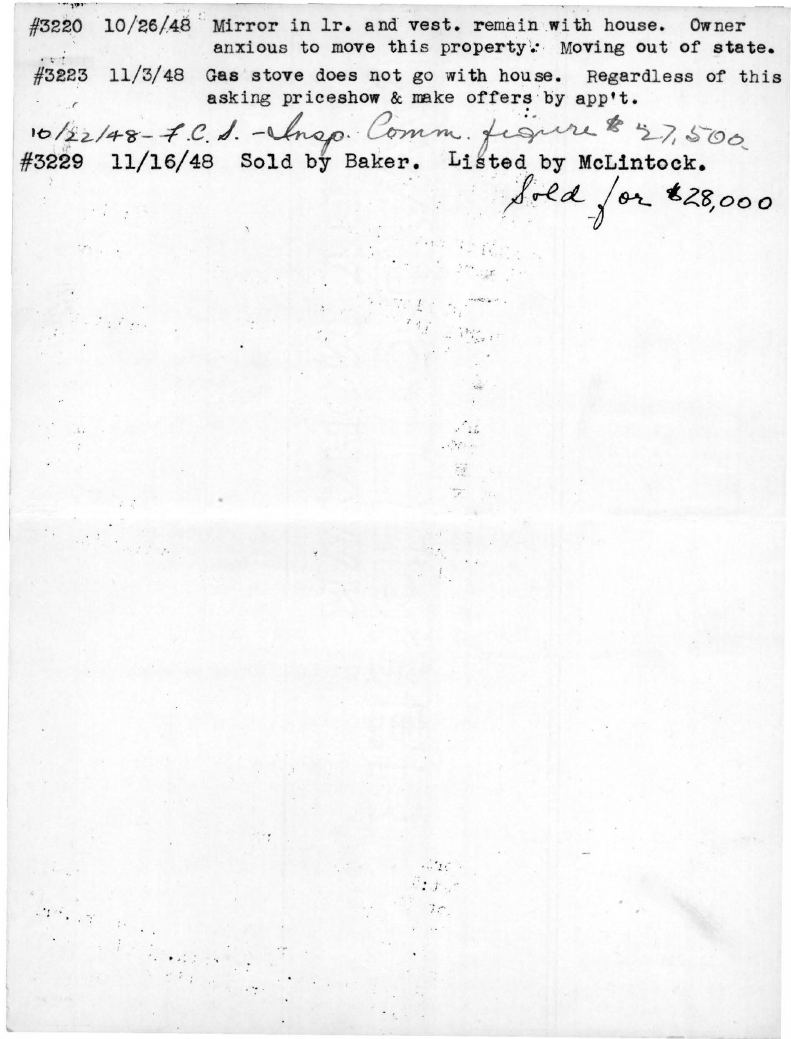 #3220 10/26/48 Mirror in lr. and vest. remain with house. Owner
anxious to move this property. Moving out of state.
#3223 11/3/48 Gas stove does not go with house. Regardless of this
asking priceshow & make offers by app't.
10/22/48 - F.C.S. - Insp. Comm. figure $27,500
#3229 11/16/48 Sold by Baker. Listed by McLintock.
Sold for $28,000